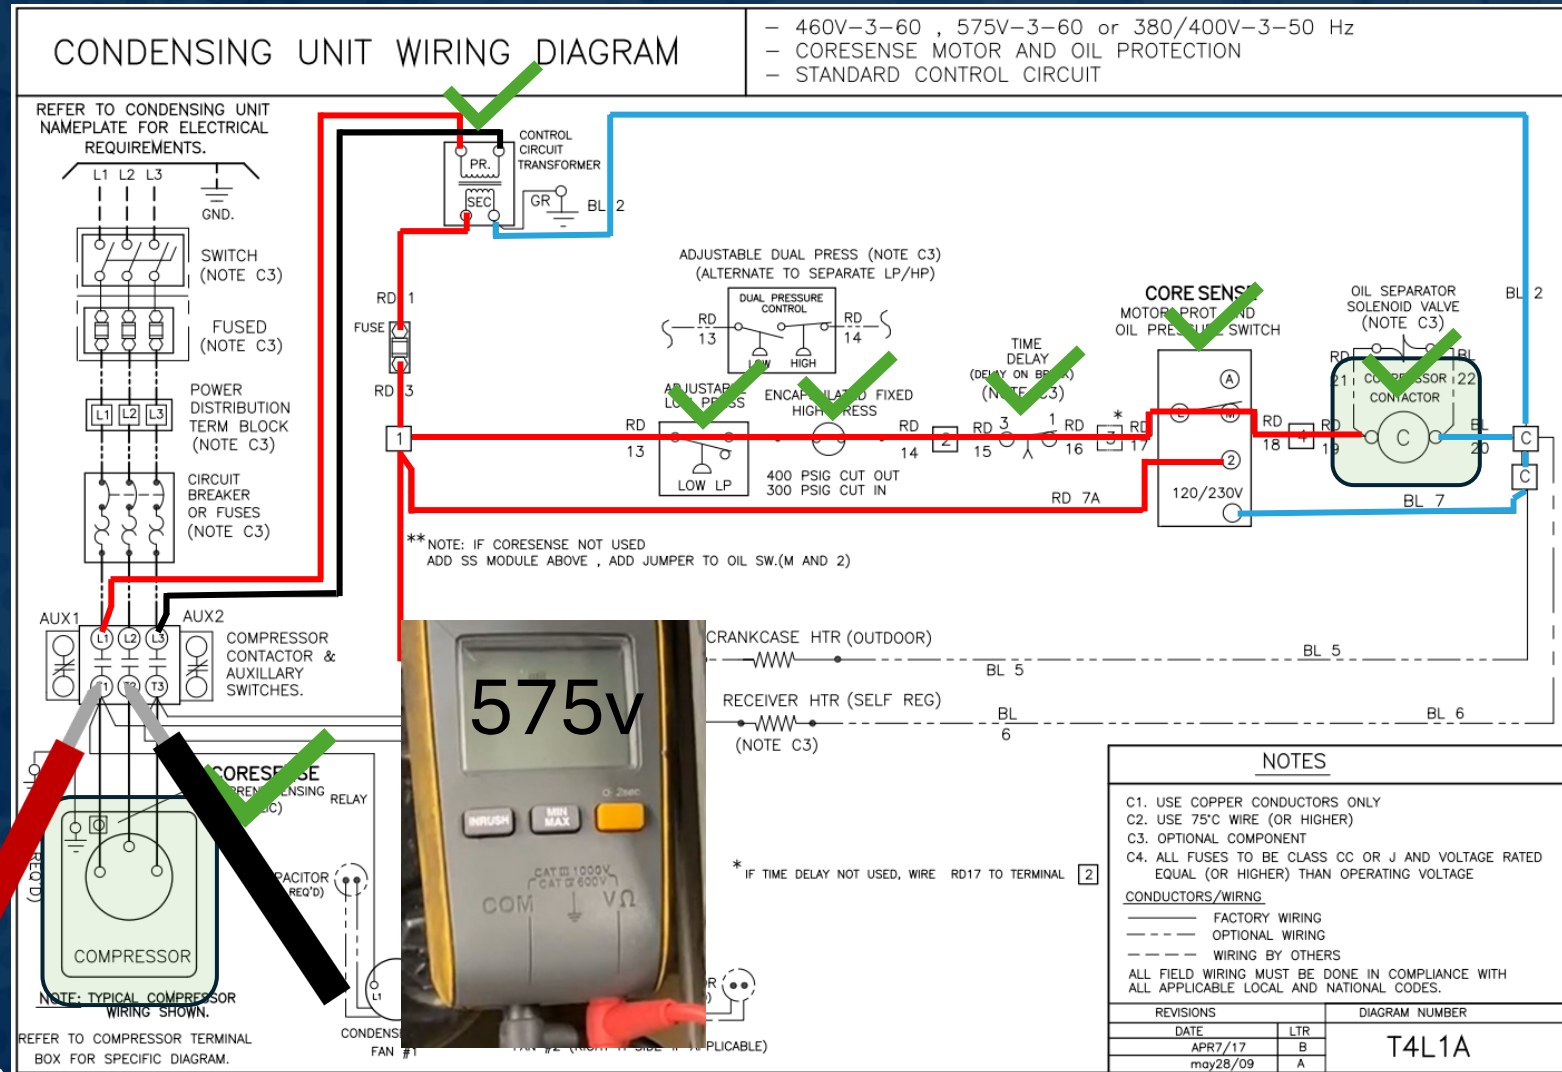 CONDENSING UNIT WIRING DIAGRAM
- 460V-3-60 , 575V-3-60 or 380/400V-3-50 Hz
- CORESENSE MOTOR AND OIL PROTECTION
- STANDARD CONTROL CIRCUIT
REFER TO CONDENSING UNIT
NAMEPLATE FOR ELECTRICAL
REQUIREMENTS.
L1 L2 L3
GND.
SWITCH
(NOTE C3)
FUSED
(NOTE C3)
POWER
DISTRIBUTION
TERM BLOCK
(NOTE C3)
L1 L2 L3
CIRCUIT
BREAKER
OR FUSES
(NOTE C3)
AUX1
AUX2
L1 L2 L3
T3
COMPRESSOR
CONTACTOR &
AUXILLARY
SWITCHES.
CONTROL
CIRCUIT
TRANSFORMER
PR.
SEC
GR
BL 2
RD 1
FUSE
RD 3
1
ADJUSTABLE DUAL PRESS (NOTE C3)
(ALTERNATE TO SEPARATE LP/HP)
DUAL PRESSURE
CONTROL
RD
13
RD
14
LOW HIGH
PRESS
RD
13
LOW LP
FIXED
HIGH PRESS
400 PSIG CUT OUT
300 PSIG CUT IN
RD
14
2
TIME
DELAY
(DELAY ON
C3)
RD
15
3 1
RD
16
*
3
RD
17
CORESENSE
MOTOR PROT AND
OIL PRESSURE SWITCH
A
L
M
2
120/230V
RD 7A
RD
18
4
RD
19
OIL SEPARATOR
SOLENOID VALVE
(NOTE C3)
RD
21
BL
22
COMPRESSOR
CONTACTOR
C
BL
20
BL 2
C
C
BL 7
** NOTE: IF CORESENSE NOT USED
ADD SS MODULE ABOVE , ADD JUMPER TO OIL SW.(M AND 2)
575v
INRUSH
MIN
MAX
CAT III 1000V
600V
COM
VΩ
CRANKCASE HTR (OUTDOOR)
BL 5
BL 5
RECEIVER HTR (SELF REG)
(NOTE C3)
BL
6
BL 6
CORESENSE
RELAY
REQ'D)
COMPRESSOR
NOTE: TYPICAL COMPRESSOR
WIRING SHOWN.
REFER TO COMPRESSOR TERMINAL
BOX FOR SPECIFIC DIAGRAM.
L1
FAN #1
* IF TIME DELAY NOT USED, WIRE RD17 TO TERMINAL 2
NOTES
C1. USE COPPER CONDUCTORS ONLY
C2. USE 75°C WIRE (OR HIGHER)
C3. OPTIONAL COMPONENT
C4. ALL FUSES TO BE CLASS CC OR J AND VOLTAGE RATED
EQUAL (OR HIGHER) THAN OPERATING VOLTAGE
CONDUCTORS/WIRNG
FACTORY WIRING
OPTIONAL WIRING
WIRING BY OTHERS
ALL FIELD WIRING MUST BE DONE IN COMPLIANCE WITH
ALL APPLICABLE LOCAL AND NATIONAL CODES.
REVISIONS
DATE LTR
APR7/17 B
may28/09 A
DIAGRAM NUMBER
T4L1A